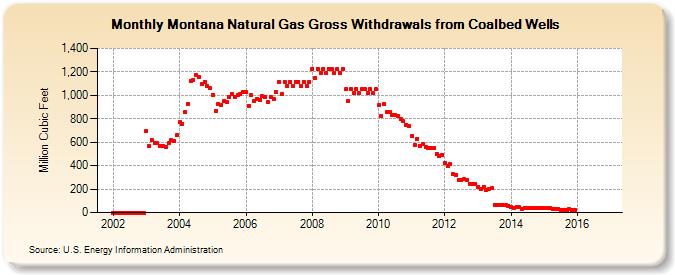 Monthly Montana Natural Gas Gross Withdrawals from Coalbed Wells
Million Cubic Feet
1,400
1,200
1,000
800
600
400
200
0
2002 2004 2006 2008 2010 2012 2014 2016
Source: U.S. Energy Information Administration